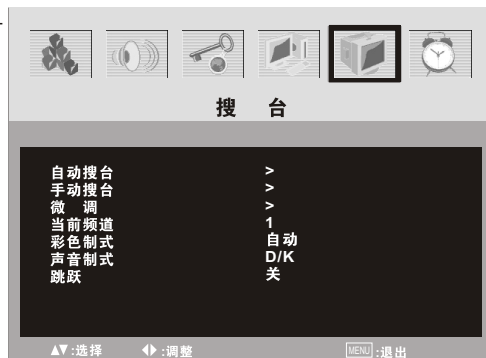 搜 台
自动搜台 >
手动搜台 >
微 调 >
当前频道 1
彩色制式 自动
声音制式 D/K
跳跃 关
▲▼:选择 ◀▶:调整 MENU:退出